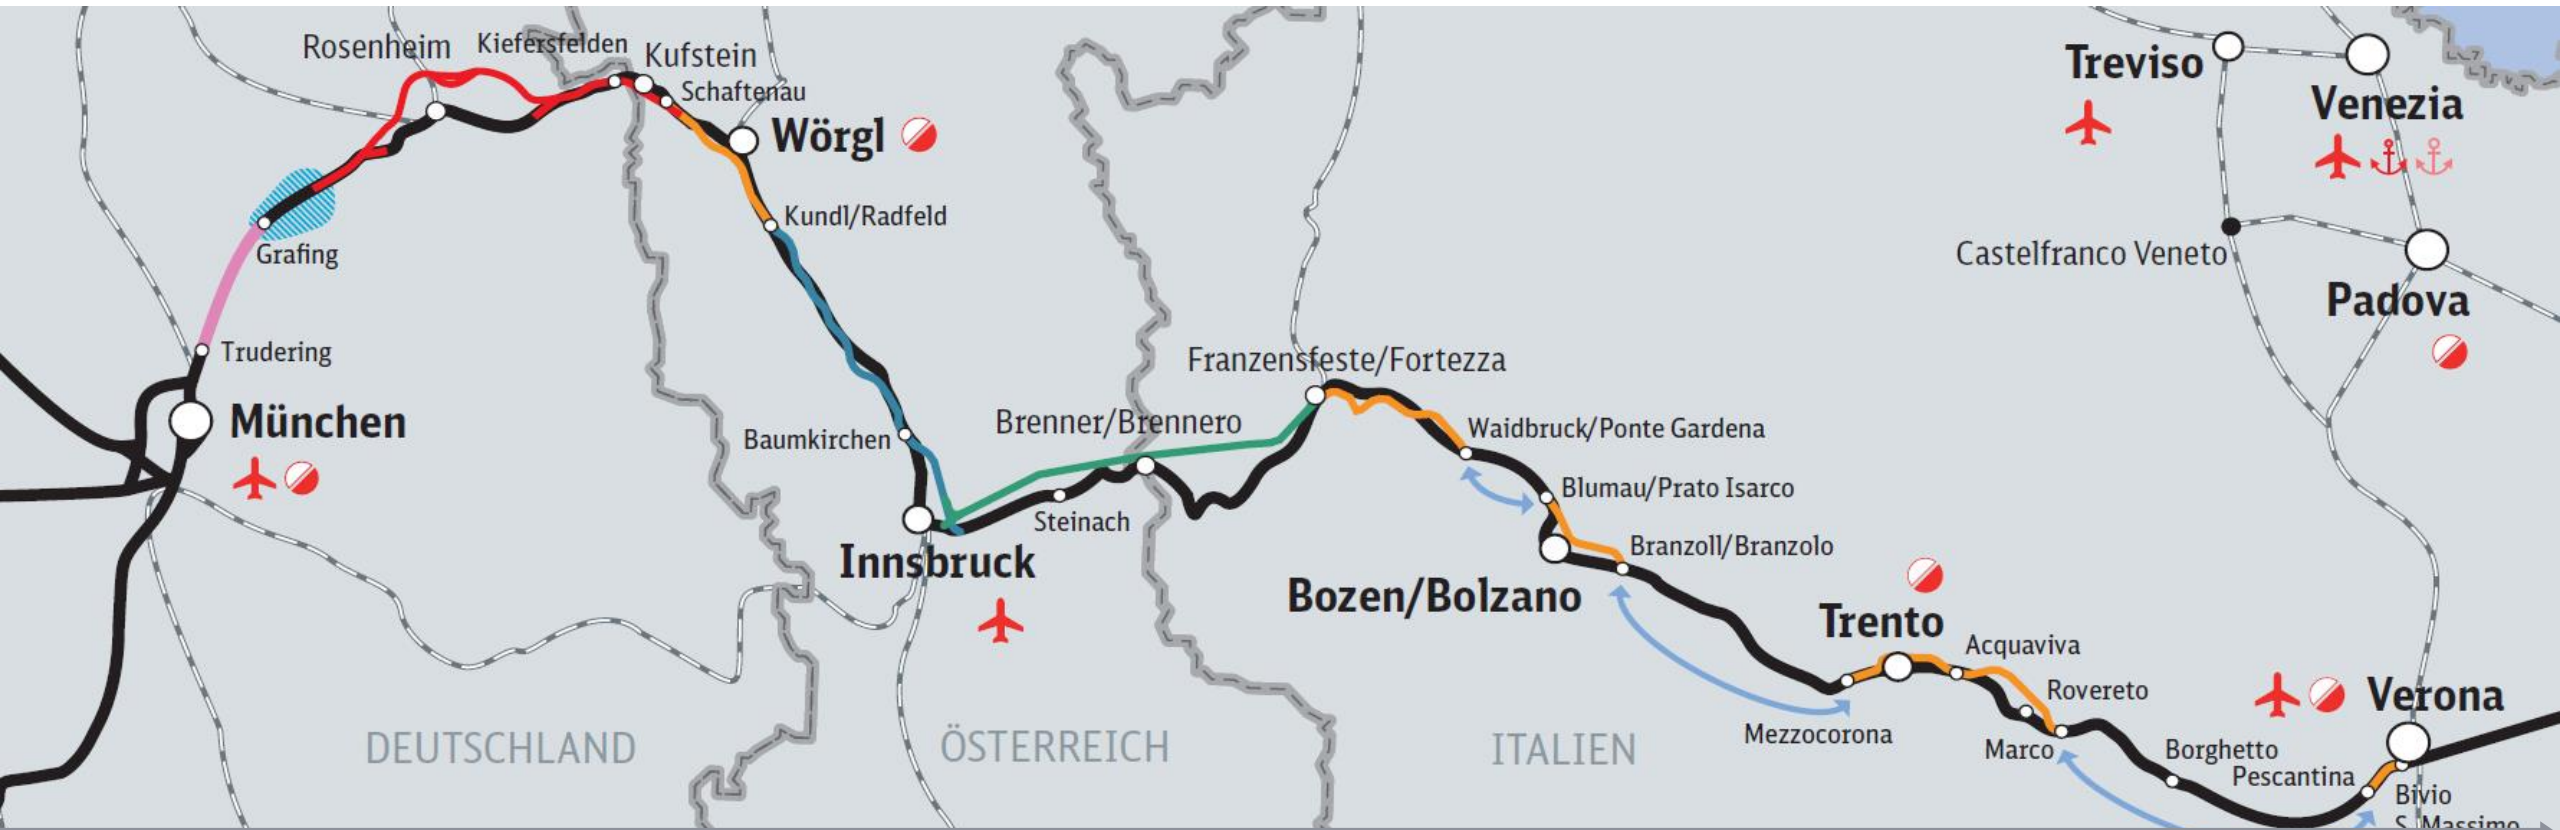 Rosenheim
Kiefersfelden
Kufstein
Schaftenau
Wörgl
Kundl/Radfeld
Grafing
Trudering
München
Baumkirchen
Innsbruck
Steinach
Brenner/Brennero
Franzensfeste/Fortezza
Waidbruck/Ponte Gardena
Blumau/Prato Isarco
Branzoll/Branzolo
Bozen/Bolzano
Trento
Acquaviva
Rovereto
Mezzocorona
Marco
Borghetto
Pescantina
Verona
Bivio
S. Massimo
Treviso
Venezia
Castelfranco Veneto
Padova
DEUTSCHLAND
ÖSTERREICH
ITALIEN